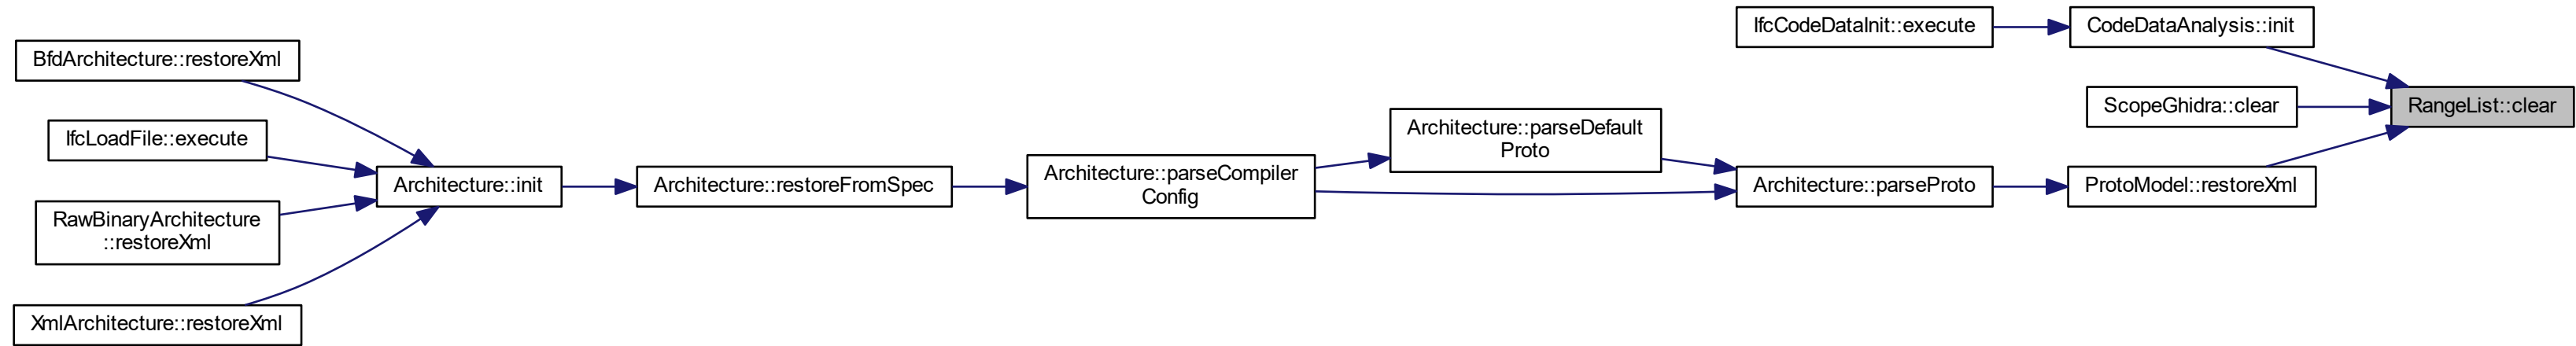 BfdArchitecture::restoreXml
IfcLoadFile::execute
RawBinaryArchitecture
::restoreXml
XmlArchitecture::restoreXml
Architecture::init
Architecture::restoreFromSpec
Architecture::parseCompiler
Config
Architecture::parseDefault
Proto
IfcCodeDataInit::execute
Architecture::parseProto
CodeDataAnalysis::init
ScopeGhidra::clear
ProtoModel::restoreXml
RangeList::clear